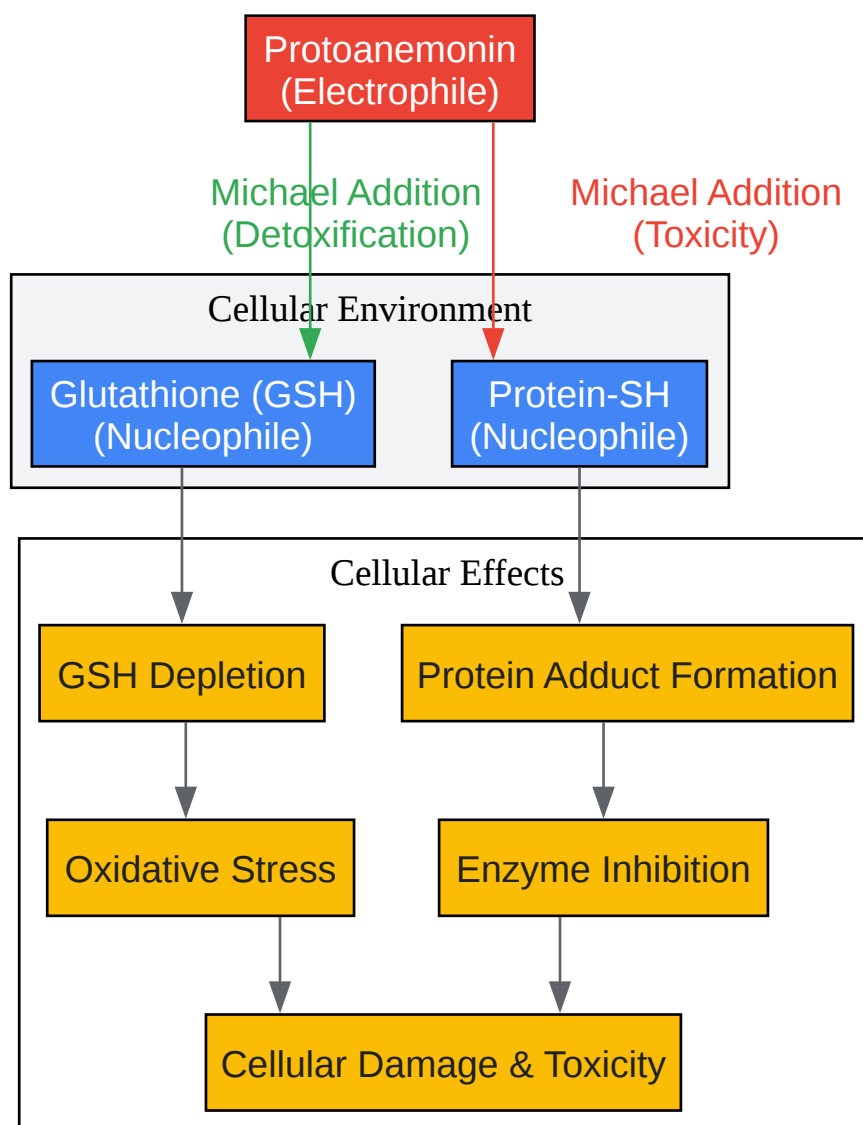 Protoanemonin
(Electrophile)
Michael Addition
(Detoxification)
Michael Addition
(Toxicity)
Cellular Environment
Glutathione (GSH)
(Nucleophile)
Protein-SH
(Nucleophile)
Cellular Effects
GSH Depletion
Protein Adduct Formation
Oxidative Stress
Enzyme Inhibition
Cellular Damage & Toxicity